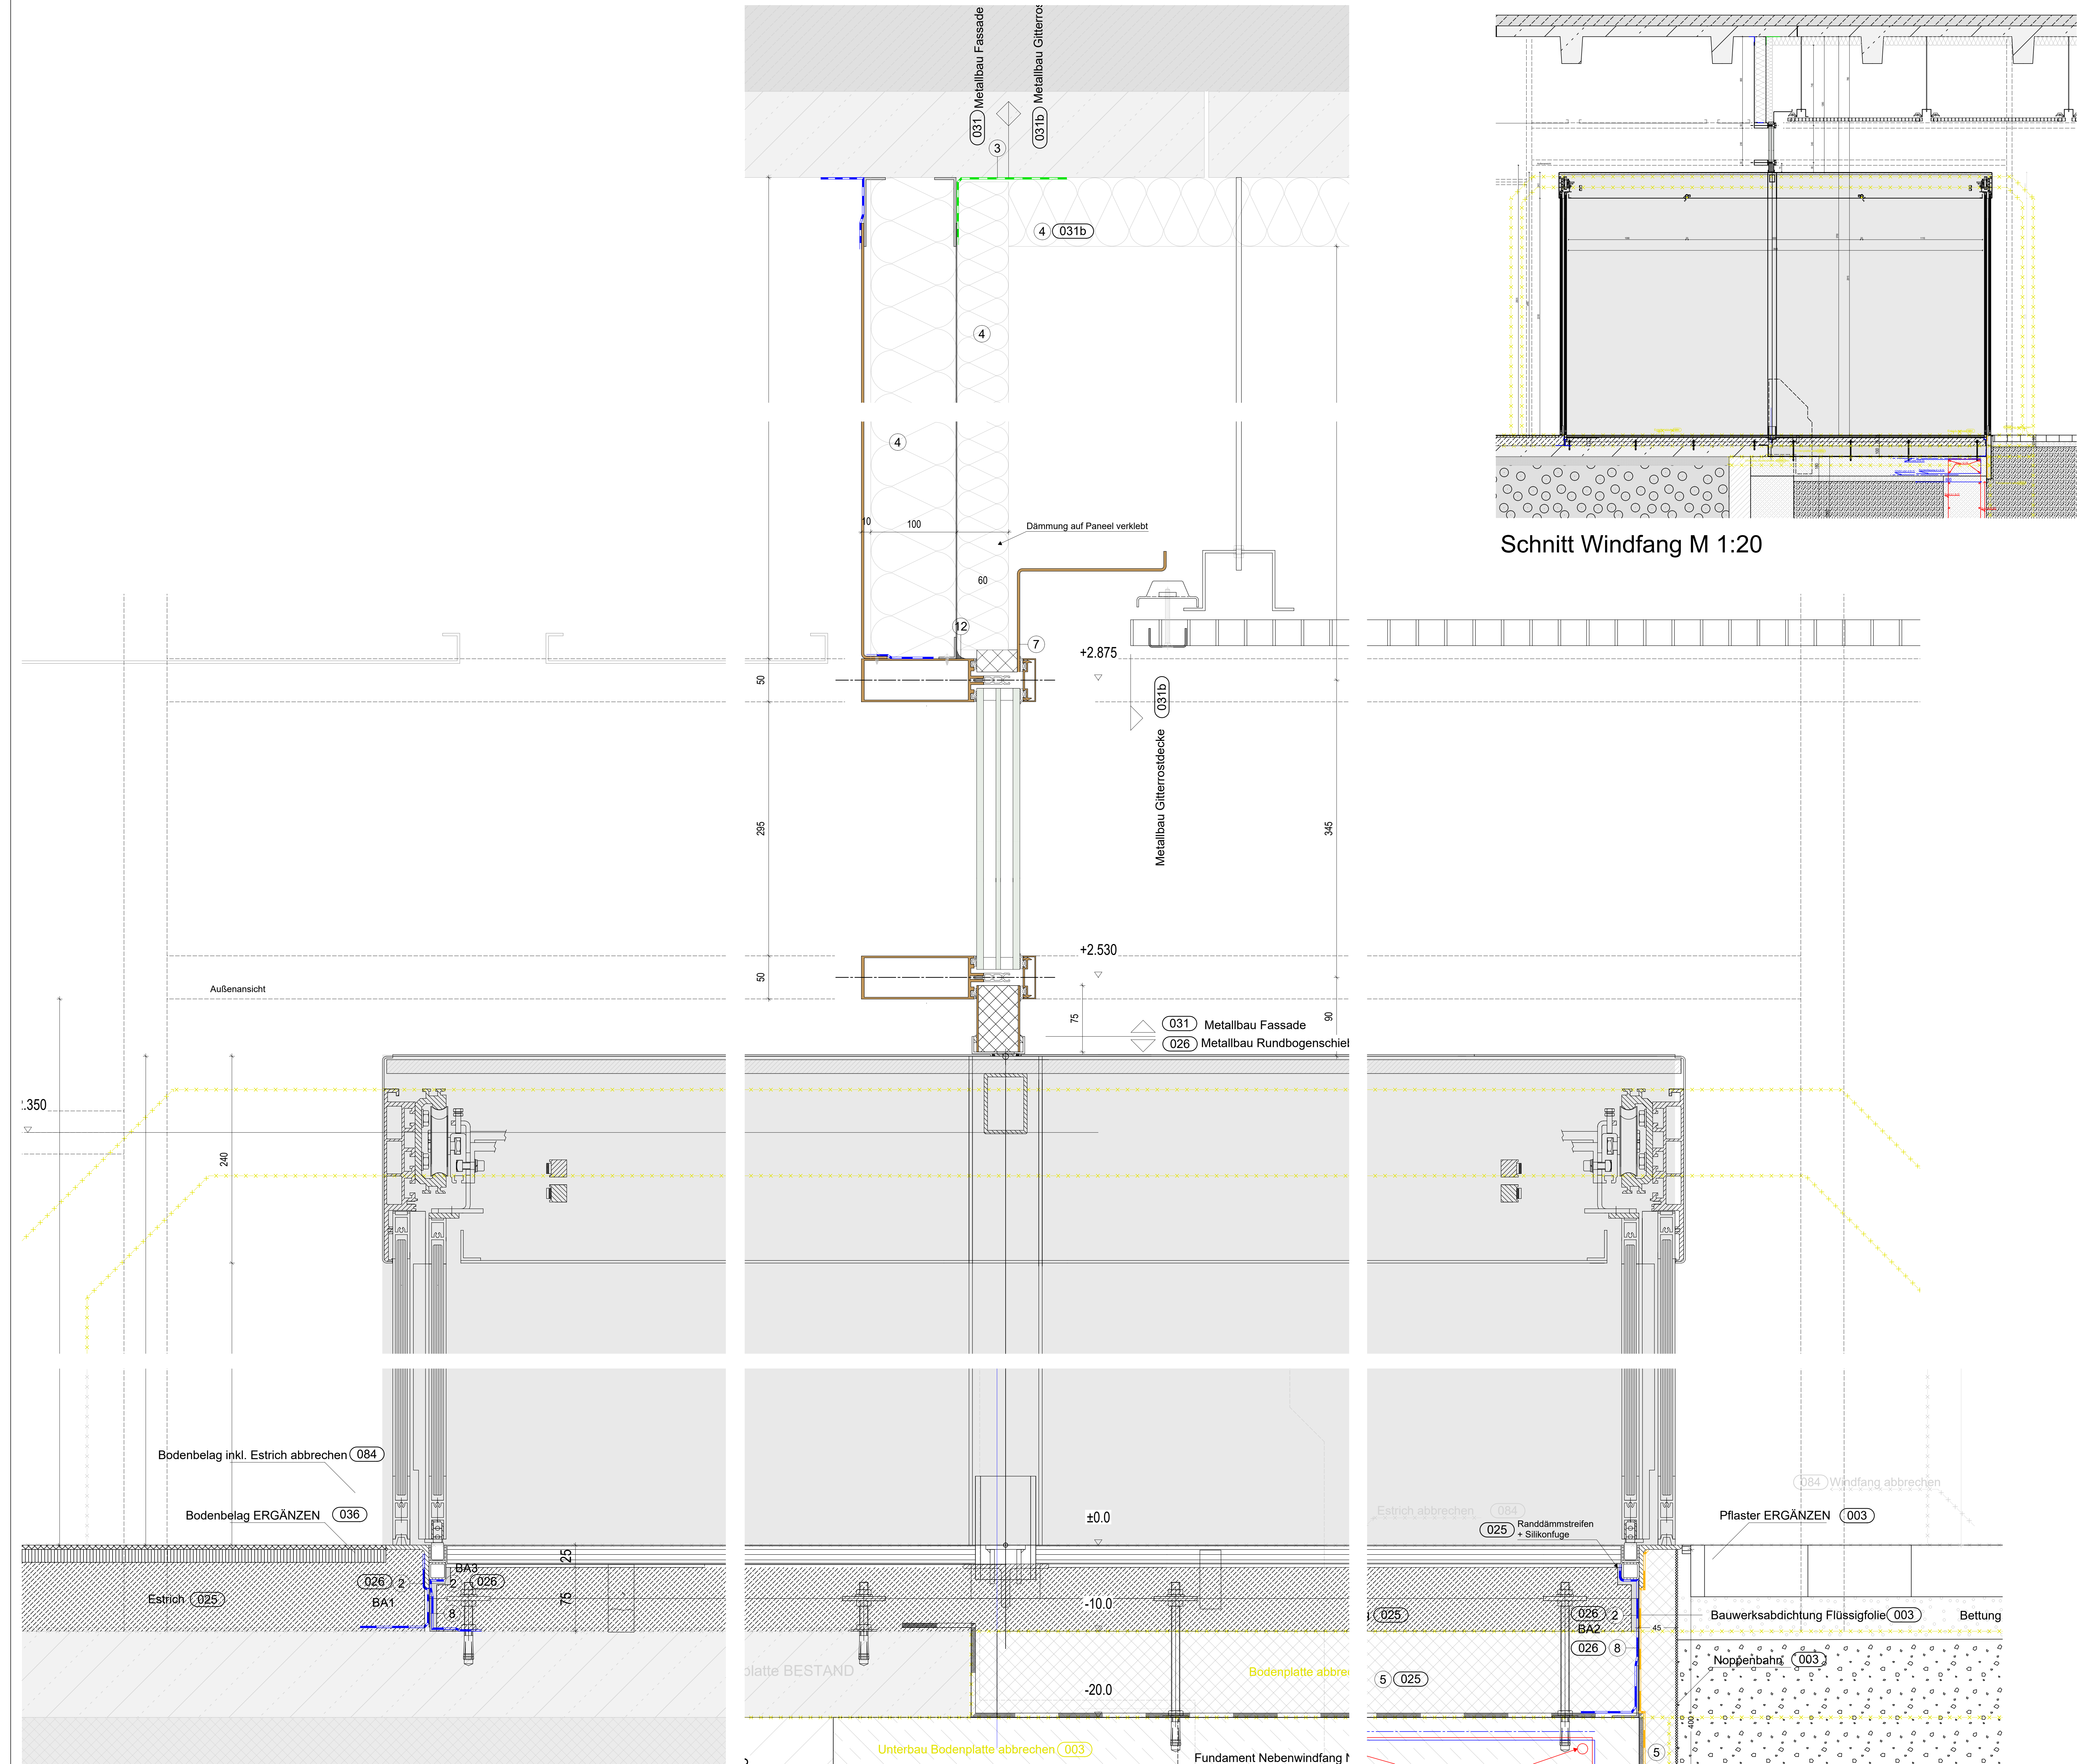 031 Metallbau Fassade
031b Metallbau Gitterros
3
4 031b
4
4
10 100
Dämmung auf Paneel verklebt
60
12
7
Schnitt Windfang M 1:20
+2.875
50
031b
Metallbau Gitterrostdecke
295
345
+2.530
50
Außenansicht
75
90
031 Metallbau Fassade
026 Metallbau Rundbogenschieb
.350
240
Bodenbelag inkl. Estrich abbrechen 084
Bodenbelag ERGÄNZEN 036
084 Windfang abbrechen
Estrich abbrechen 084
±0.0
Pflaster ERGÄNZEN 003
025 Randdämmstreifen
+ Silikonfuge
25
BA3
026 2 2 026
BA1
75
8
Estrich 025
-10.0
025
026 2
BA2
Bauwerksabdichtung Flüssigfolie 003
Bettung
45
026 8
Noppenbahn 003
platte BESTAND
Bodenplatte abbre
5 025
-20.0
400
Unterbau Bodenplatte abbrechen 003
Fundament Nebenwindfang N
5